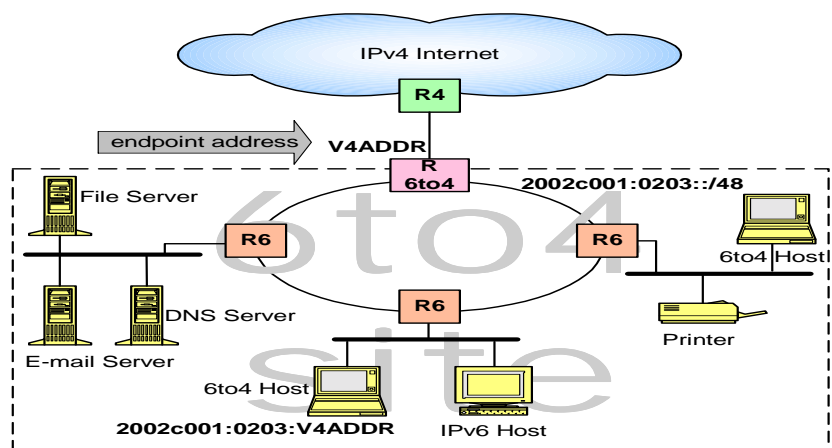 IPv4 Internet
R4
endpoint address
V4ADDR
R
6to4
2002c001:0203::/48
File Server
6to4
R6
R6
6to4 Host
DNS Server
R6
E-mail Server
Printer
site
6to4 Host
2002c001:0203:V4ADDR
IPv6 Host